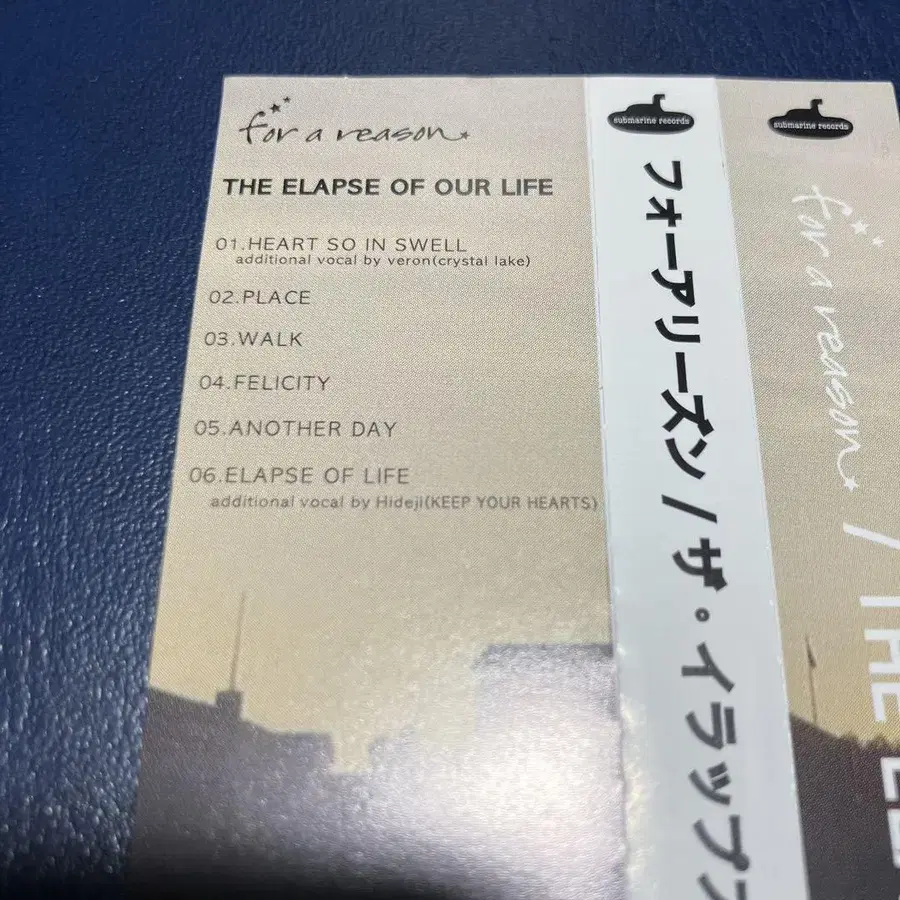 for a reason
THE ELAPSE OF OUR LIFE
01.HEART SO IN SWELL
additional vocal by veron(crystal lake)
02.PLACE
03.WALK
04.FELICITY
05.ANOTHER DAY
06.ELAPSE OF LIFE
additional vocal by Hideji(KEEP YOUR HEARTS)
submarine records
フォーアリーズン / ザ・イラップ
submarine records
for a reason / THE